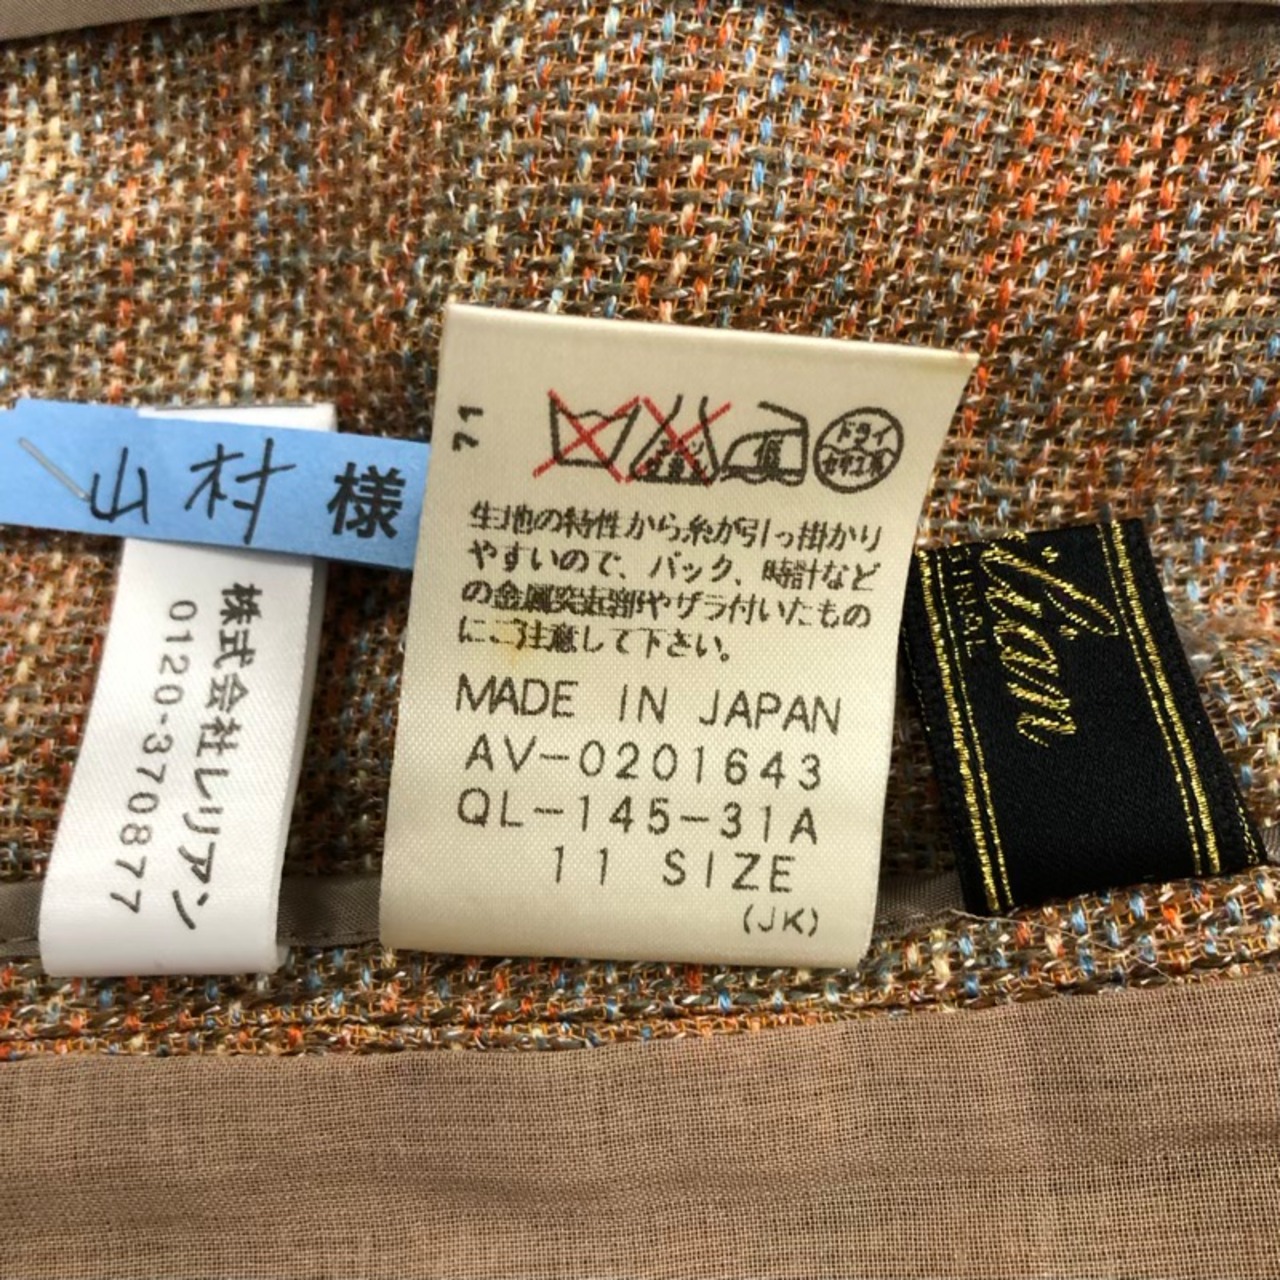 山村 様
株式会社レリアン
0120-370877
71
ドライ
低
生地の特性から糸が引っ掛かり
やすいので、バック、時計など
の金属突起部やザラ付いたもの
にご注意して下さい。
MADE IN JAPAN
AV-0201643
QL-145-31A
11 SIZE
(JK)